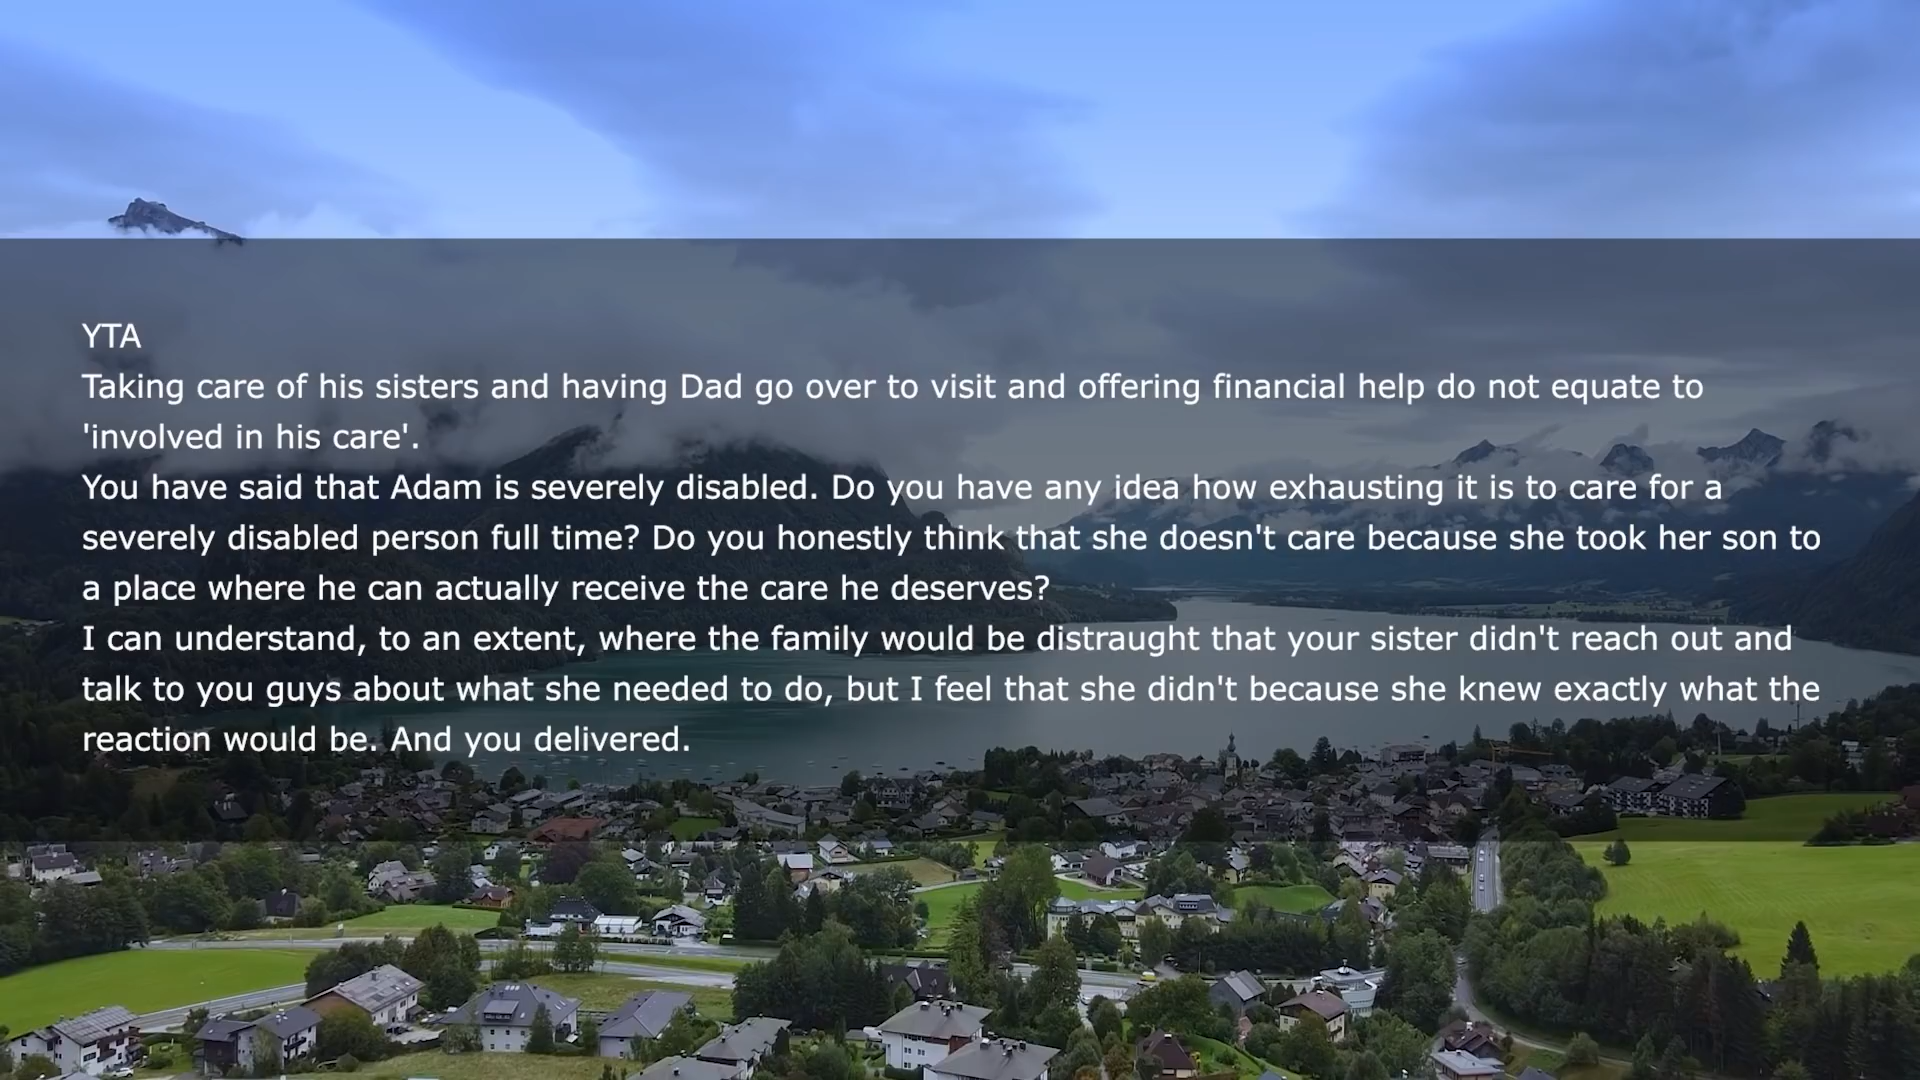 YTA
Taking care of his sisters and having Dad go over to visit and offering financial help do not equate to
'involved in his care'.
You have said that Adam is severely disabled. Do you have any idea how exhausting it is to care for a
severely disabled person full time? Do you honestly think that she doesn't care because she took her son to
a place where he can actually receive the care he deserves?
I can understand, to an extent, where the family would be distraught that your sister didn't reach out and
talk to you guys about what she needed to do, but I feel that she didn't because she knew exactly what the
reaction would be. And you delivered.